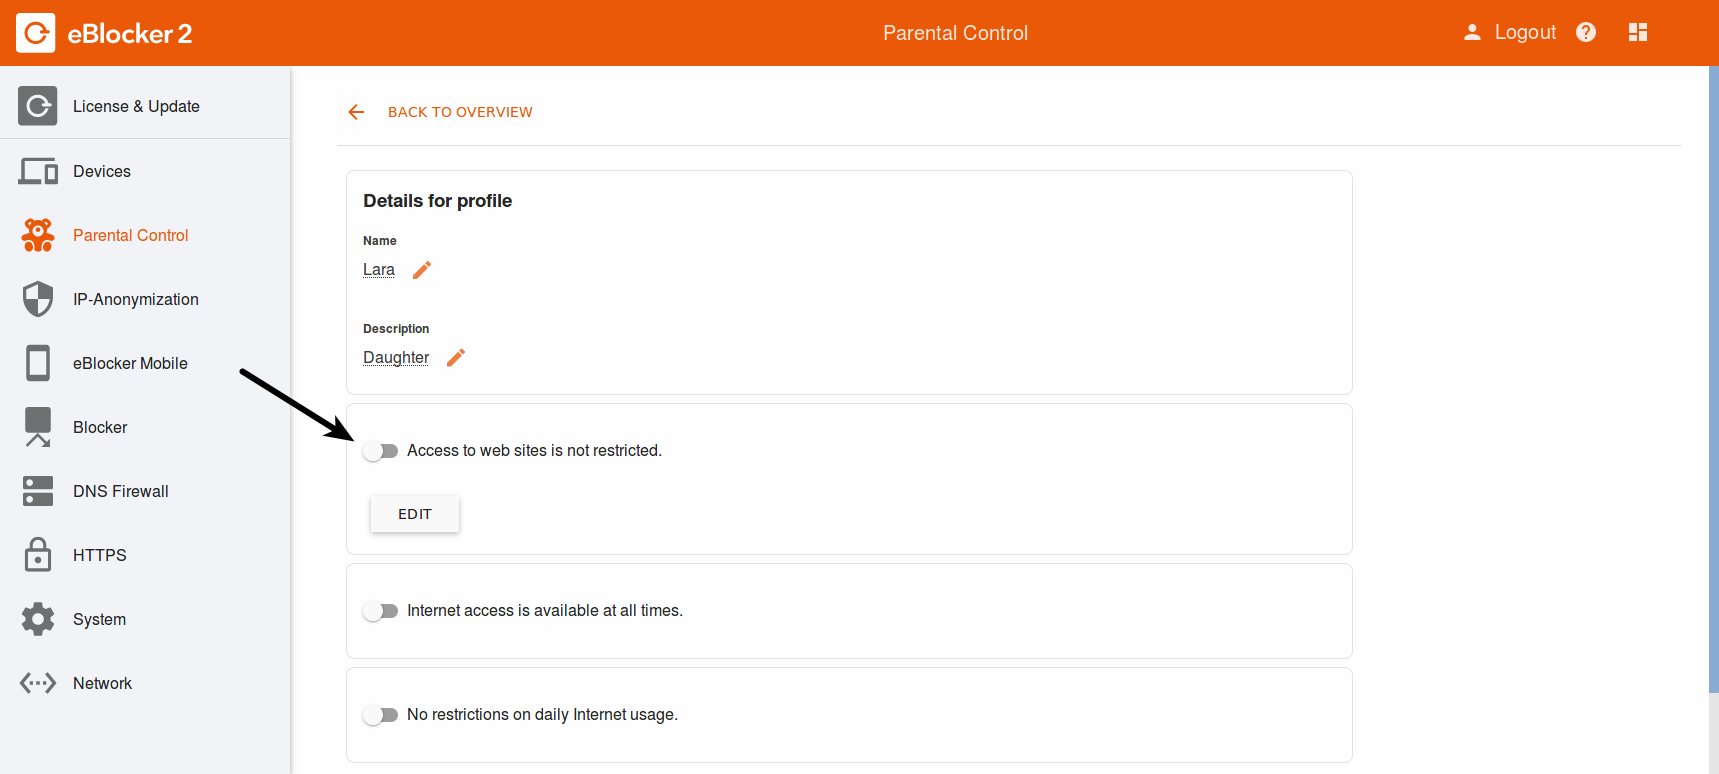 eBlocker 2
Parental Control
Logout
License & Update
Devices
Parental Control
IP-Anonymization
eBlocker Mobile
Blocker
DNS Firewall
HTTPS
System
Network
BACK TO OVERVIEW
Details for profile
Name
Lara
Description
Daughter
Access to web sites is not restricted.
EDIT
Internet access is available at all times.
No restrictions on daily Internet usage.